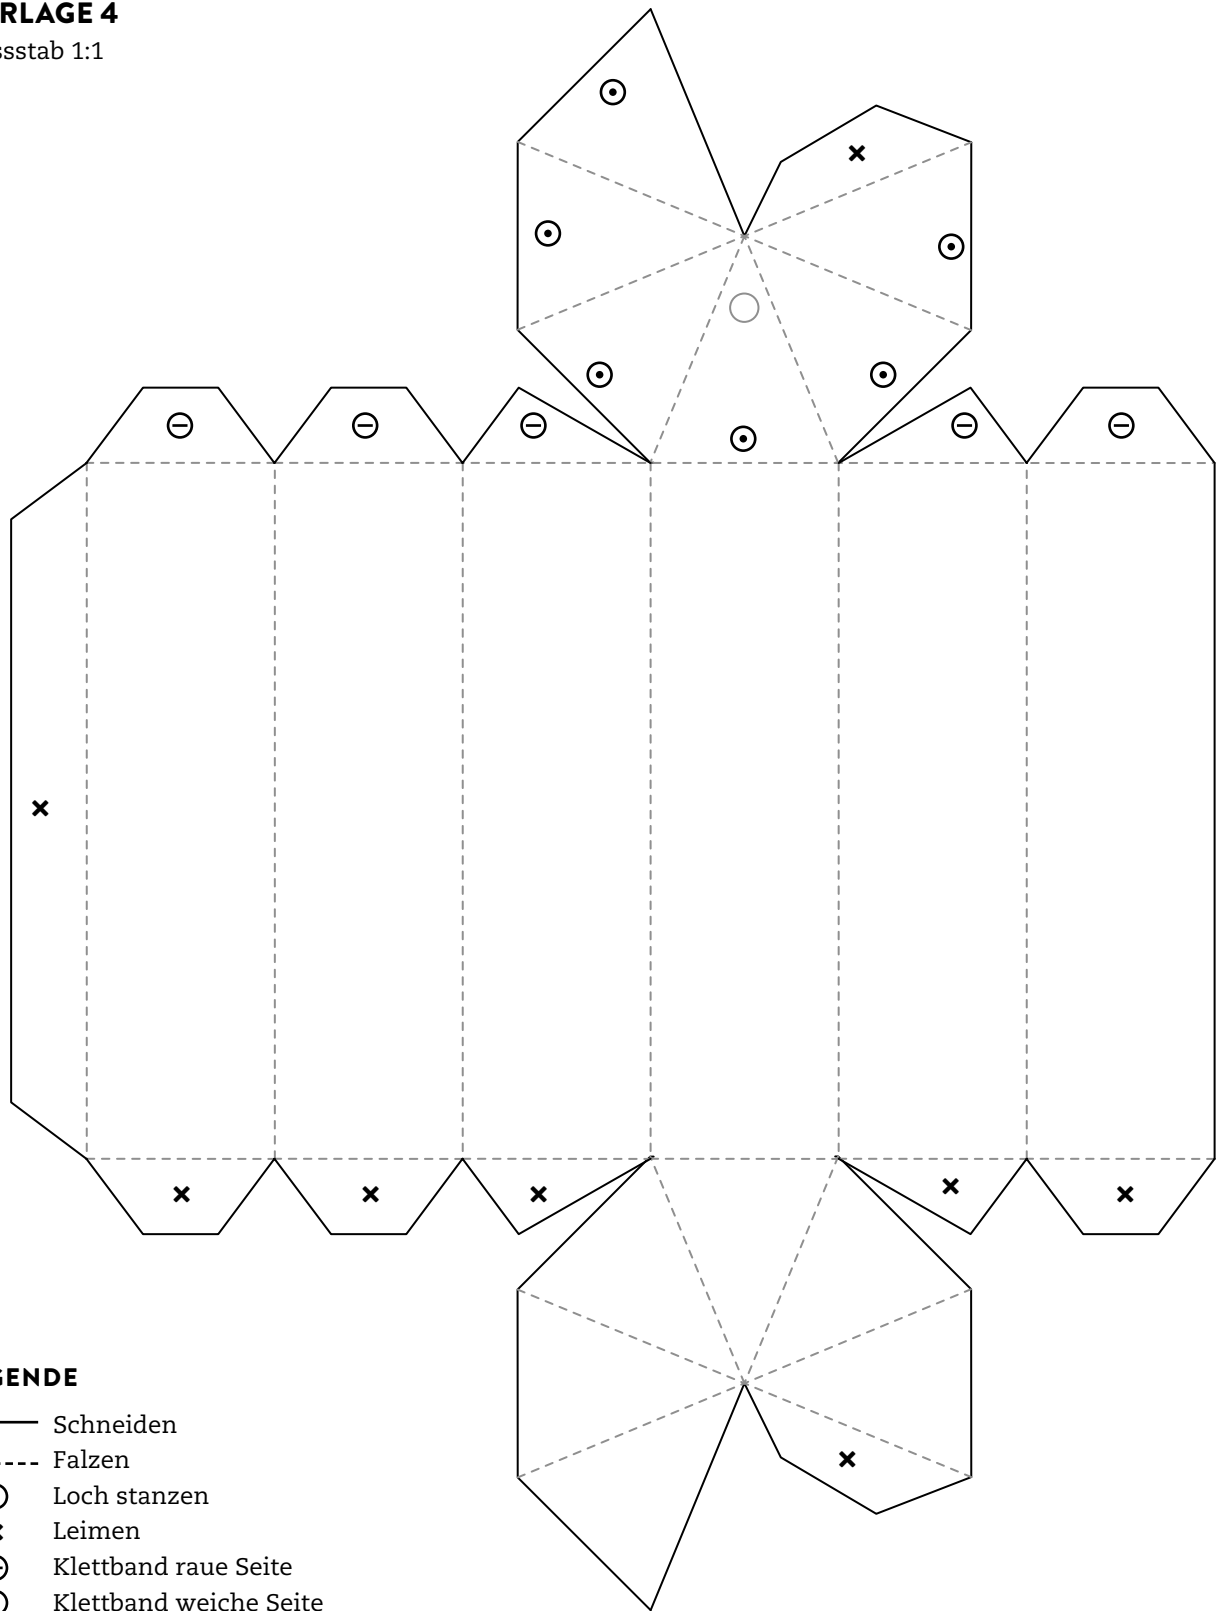 RLAGE 4
ssstab 1:1
GENDE
Schneiden
Falzen
Loch stanzen
Leimen
Klettband raue Seite
Klettband weiche Seite